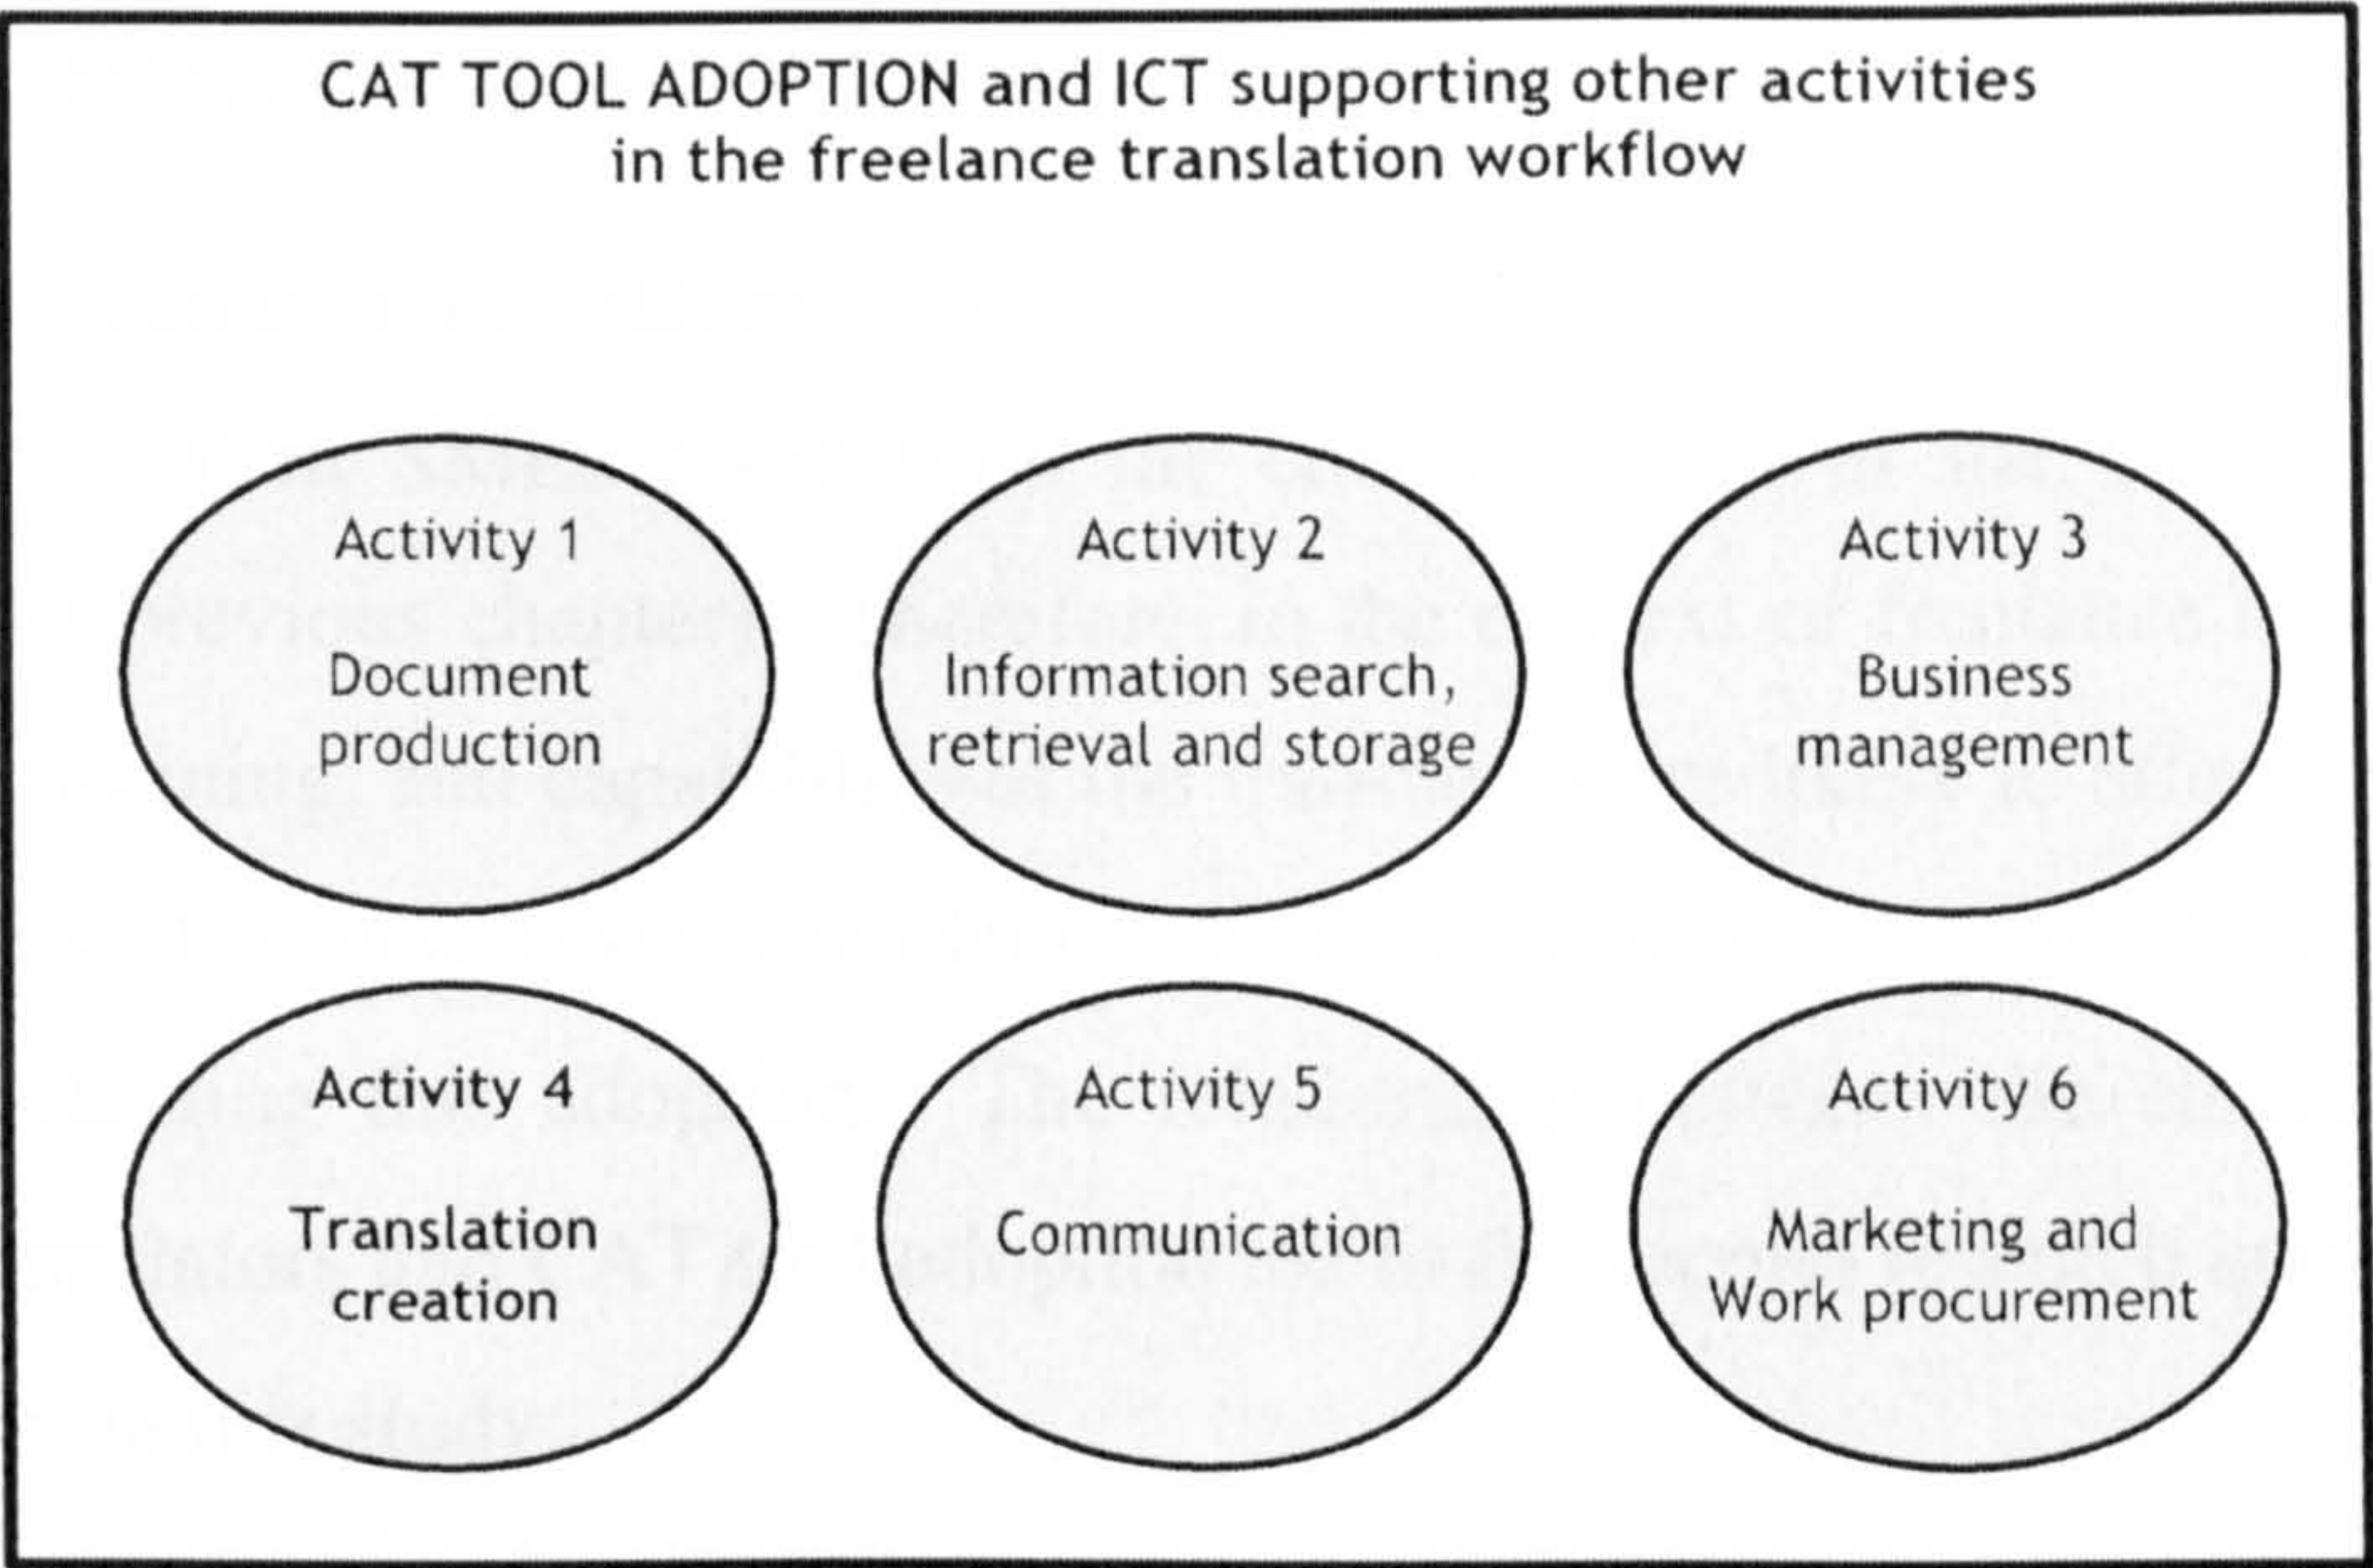 CAT TOOL ADOPTION and ICT supporting other activities
in the freelance translation workflow
Activity 1
Document
production
Activity 2
Information search,
retrieval and storage
Activity 3
Business
management
Activity 4
Translation
creation
Activity 5
Communication
Activity 6
Marketing and
Work procurement